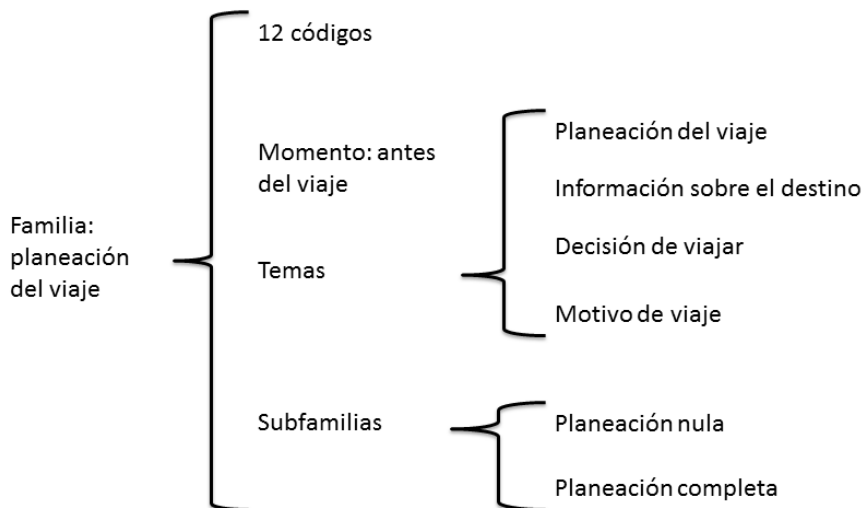 Familia:
planeación
del viaje
12 códigos
Momento: antes
del viaje
Temas
Planeación del viaje
Información sobre el destino
Decisión de viajar
Motivo de viaje
Subfamilias
Planeación nula
Planeación completa